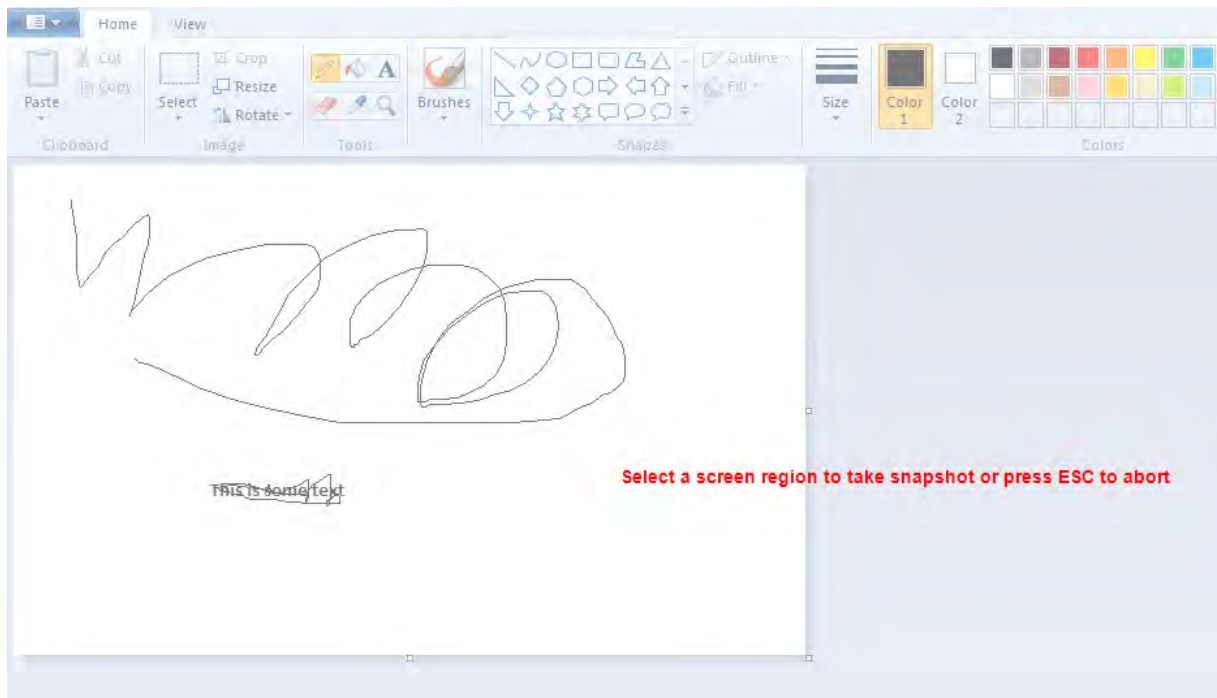 Home View
Cut
Copy
Paste
Clipboard
Crop
Resize
Rotate
Select
Image
A
Tools
Brushes
Outline
Fill
Shapes
Size
Color 1
Color 2
Colors
This is some text
Select a screen region to take snapshot or press ESC to abort